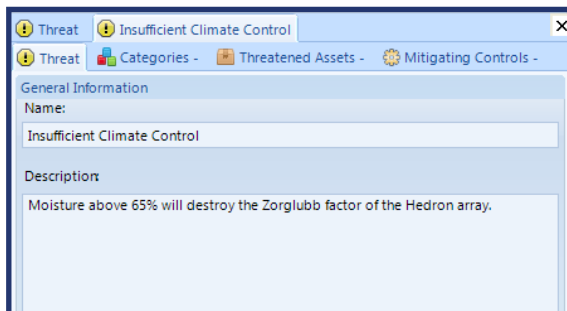 Threat Insufficient Climate Control
Threat Categories - Threatened Assets - Mitigating Controls -
General Information
Name:
Insufficient Climate Control
Description:
Moisture above 65% will destroy the Zorglubb factor of the Hedron array.